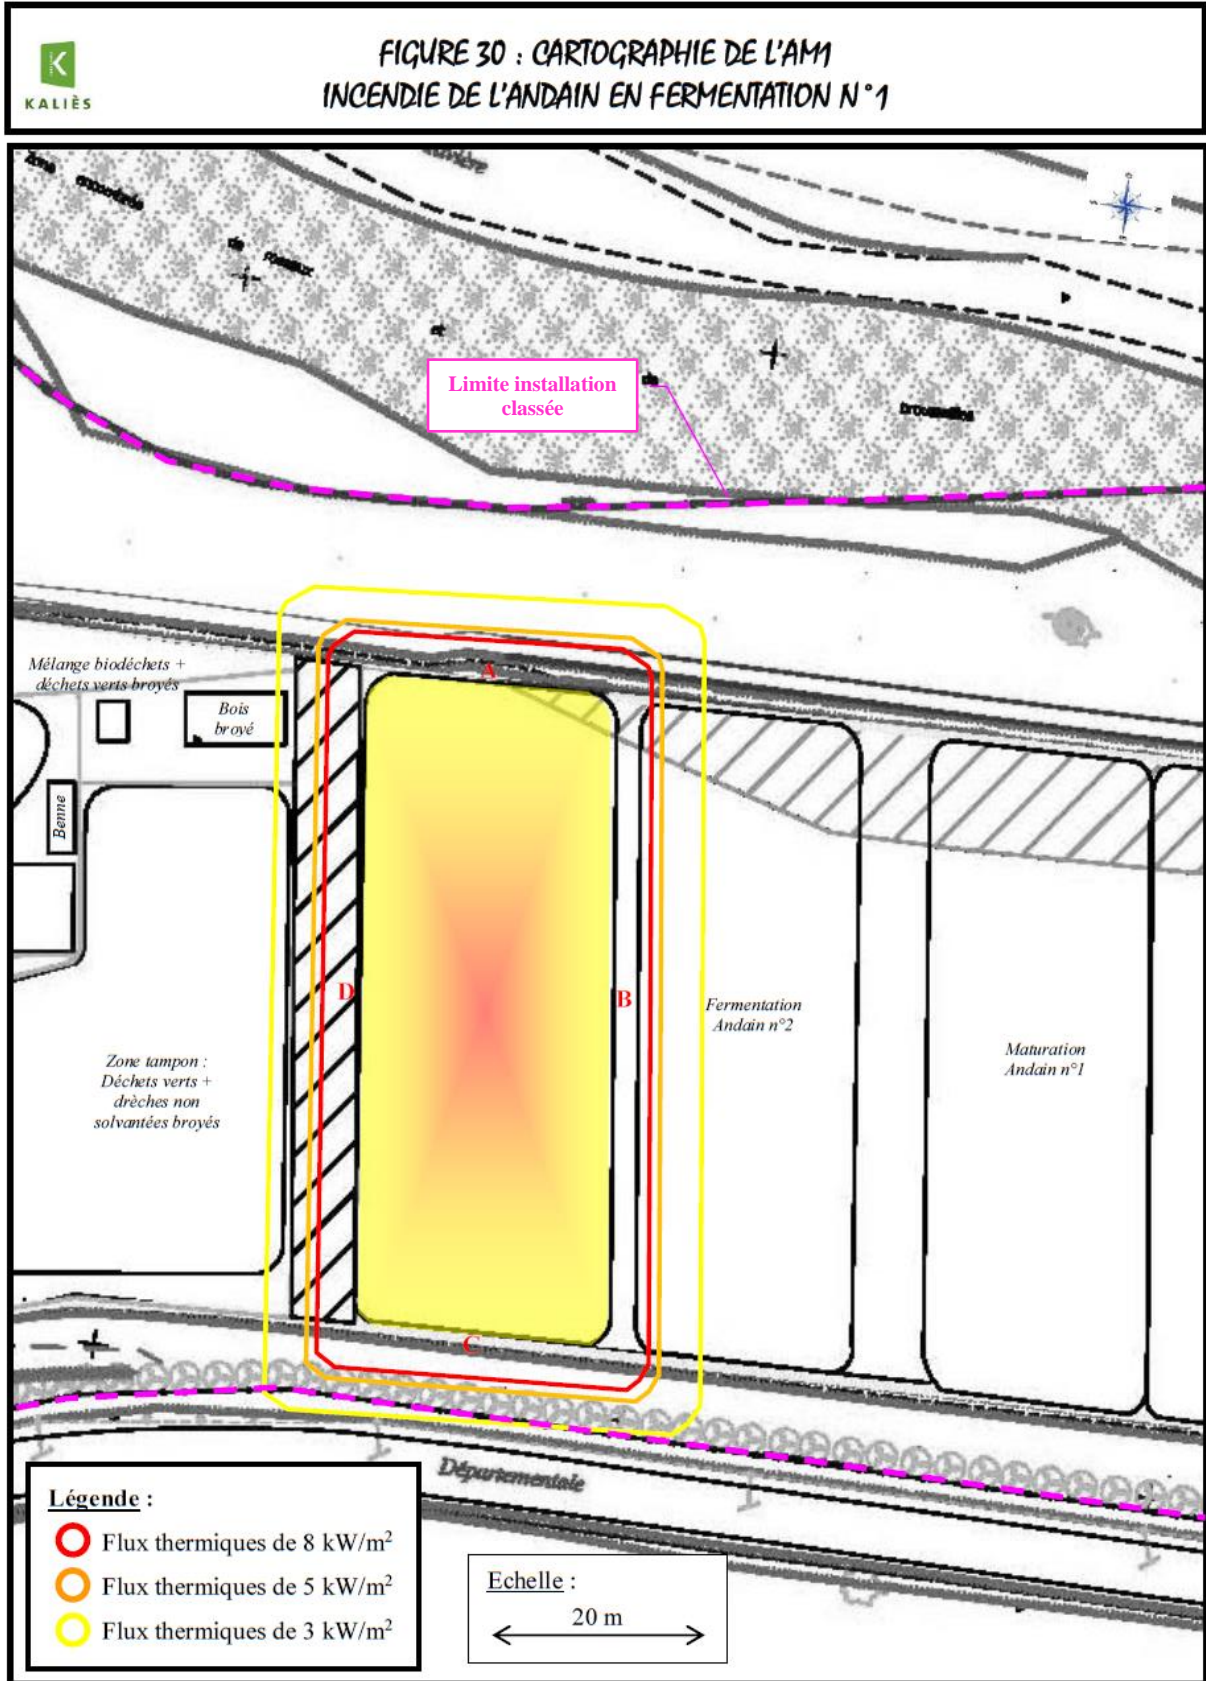 FIGURE 30 : CARTOGRAPHIE DE L'AM1
INCENDIE DE L'ANDAIN EN FERMENTATION N°1
K
KALIÈS
Zone
de
et
de
Limite installation
classée
broussailles
A
Mélange biodéchets +
déchets verts broyés
Bois
broyé
Benne
D
B
Fermentation
Andain n°2
Maturation
Andain n°1
Zone tampon :
Déchets verts +
drèches non
solvantées broyés
C
Départementale
Légende :
Flux thermiques de 8 kW/m²
Flux thermiques de 5 kW/m²
Flux thermiques de 3 kW/m²
Echelle :
20 m